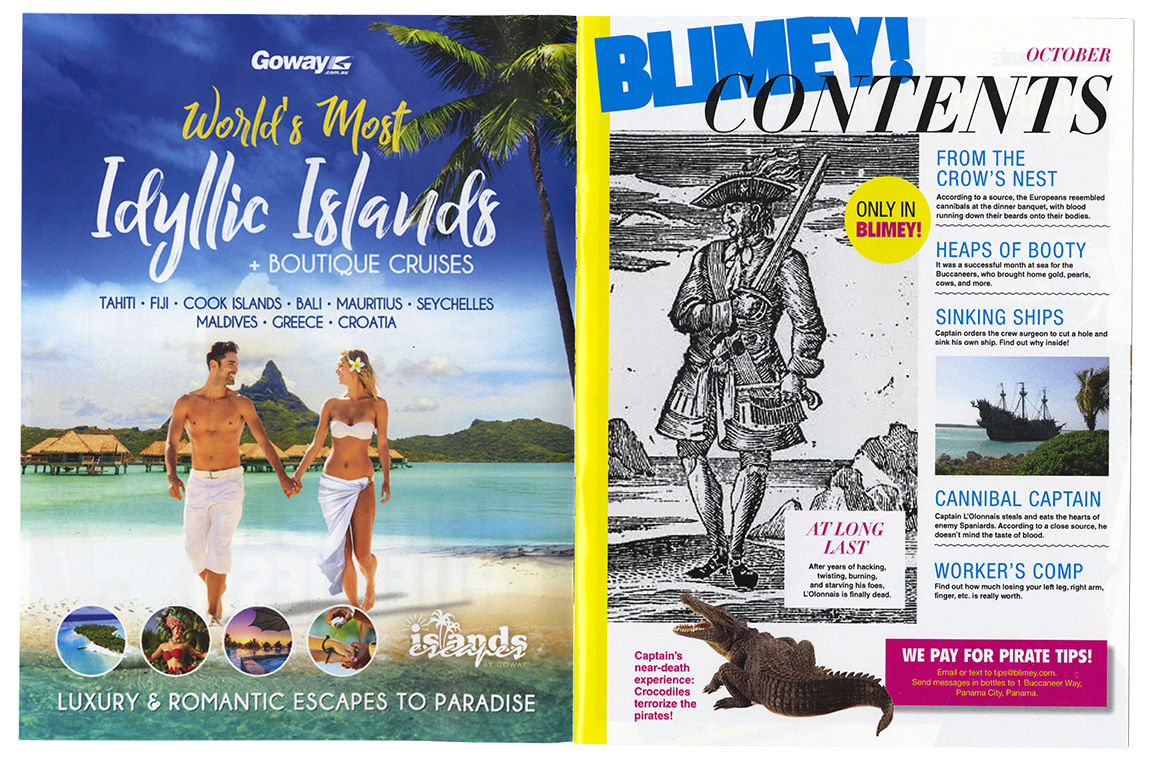 Goway
.com.au
World's Most
Idyllic Islands
+ BOUTIQUE CRUISES
TAHITI • FIJI • COOK ISLANDS • BALI • MAURITIUS • SEYCHELLES
MALDIVES • GREECE • CROATIA
islands
escapes
BY GOWAY
LUXURY & ROMANTIC ESCAPES TO PARADISE
BLIMEY!
OCTOBER
CONTENTS
ONLY IN
BLIMEY!
FROM THE
CROW'S NEST
According to a source, the Europeans resembled
cannibals at the dinner banquet, with blood
running down their beards onto their bodies.
HEAPS OF BOOTY
It was a successful month at sea for the
Buccaneers, who brought home gold, pearls,
cows, and more.
SINKING SHIPS
Captain orders the crew surgeon to cut a hole and
sink his own ship. Find out why inside!
CANNIBAL CAPTAIN
Captain L'Olonnais steals and eats the hearts of
enemy Spaniards. According to a close source, he
doesn't mind the taste of blood.
WORKER'S COMP
Find out how much losing your left leg, right arm,
finger, etc. is really worth.
AT LONG
LAST
After years of hacking,
twisting, burning,
and starving his foes,
L'Olonnais is finally dead.
Captain's
near-death
experience:
Crocodiles
terrorize the
pirates!
WE PAY FOR PIRATE TIPS!
Email or text to tips@blimey.com.
Send messages in bottles to 1 Buccaneer Way,
Panama City, Panama.